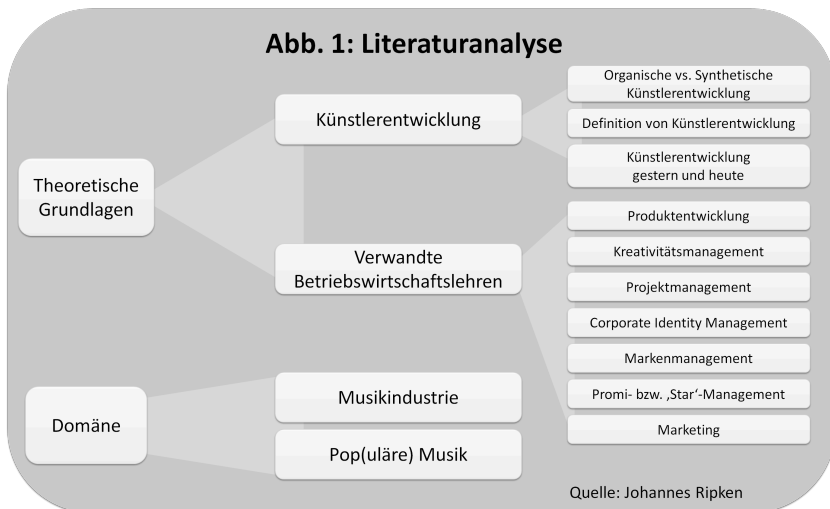 Abb. 1: Literaturanalyse
Theoretische
Grundlagen
Künstlerentwicklung
Organische vs. Synthetische
Künstlerentwicklung
Definition von Künstlerentwicklung
Künstlerentwicklung
gestern und heute
Verwandte
Betriebswirtschaftslehren
Produktentwicklung
Kreativitätsmanagement
Projektmanagement
Corporate Identity Management
Markenmanagement
Promi- bzw. ‚Star‘-Management
Marketing
Domäne
Musikindustrie
Pop(uläre) Musik
Quelle: Johannes Ripken